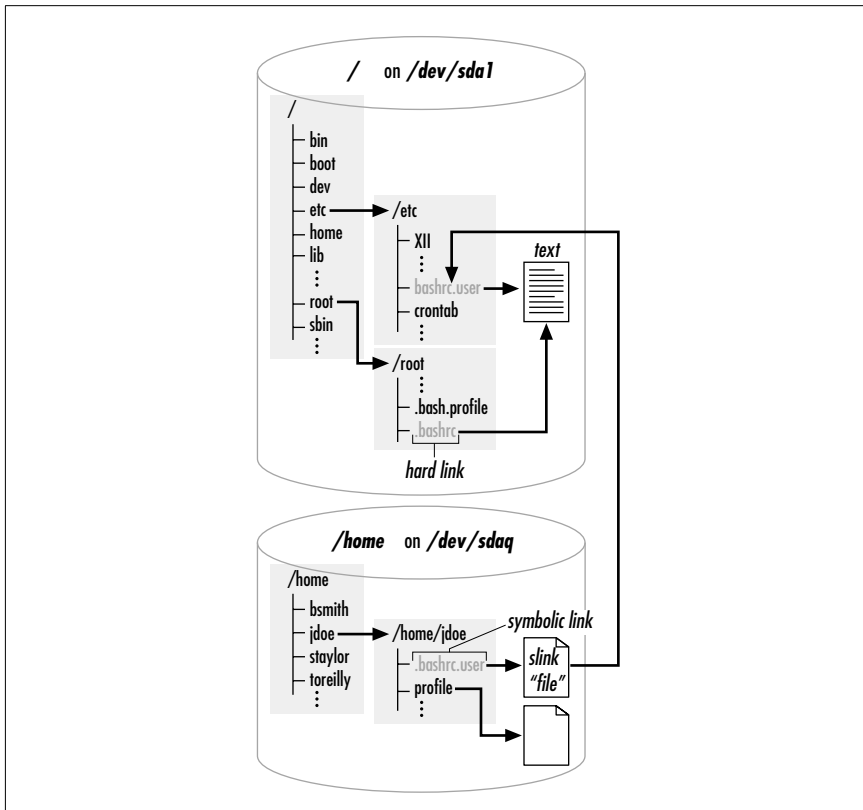 / on /dev/sda1
/
bin
boot
dev
etc
home
lib
root
sbin
/etc
XII
bashrc.user
crontab
text
/root
.bash.profile
.bashrc
hard link
/home on /dev/sdaq
/home
bsmith
jdoe
staylor
toreilly
/home/jdoe
.bashrc.user
profile
symbolic link
slink
“file”